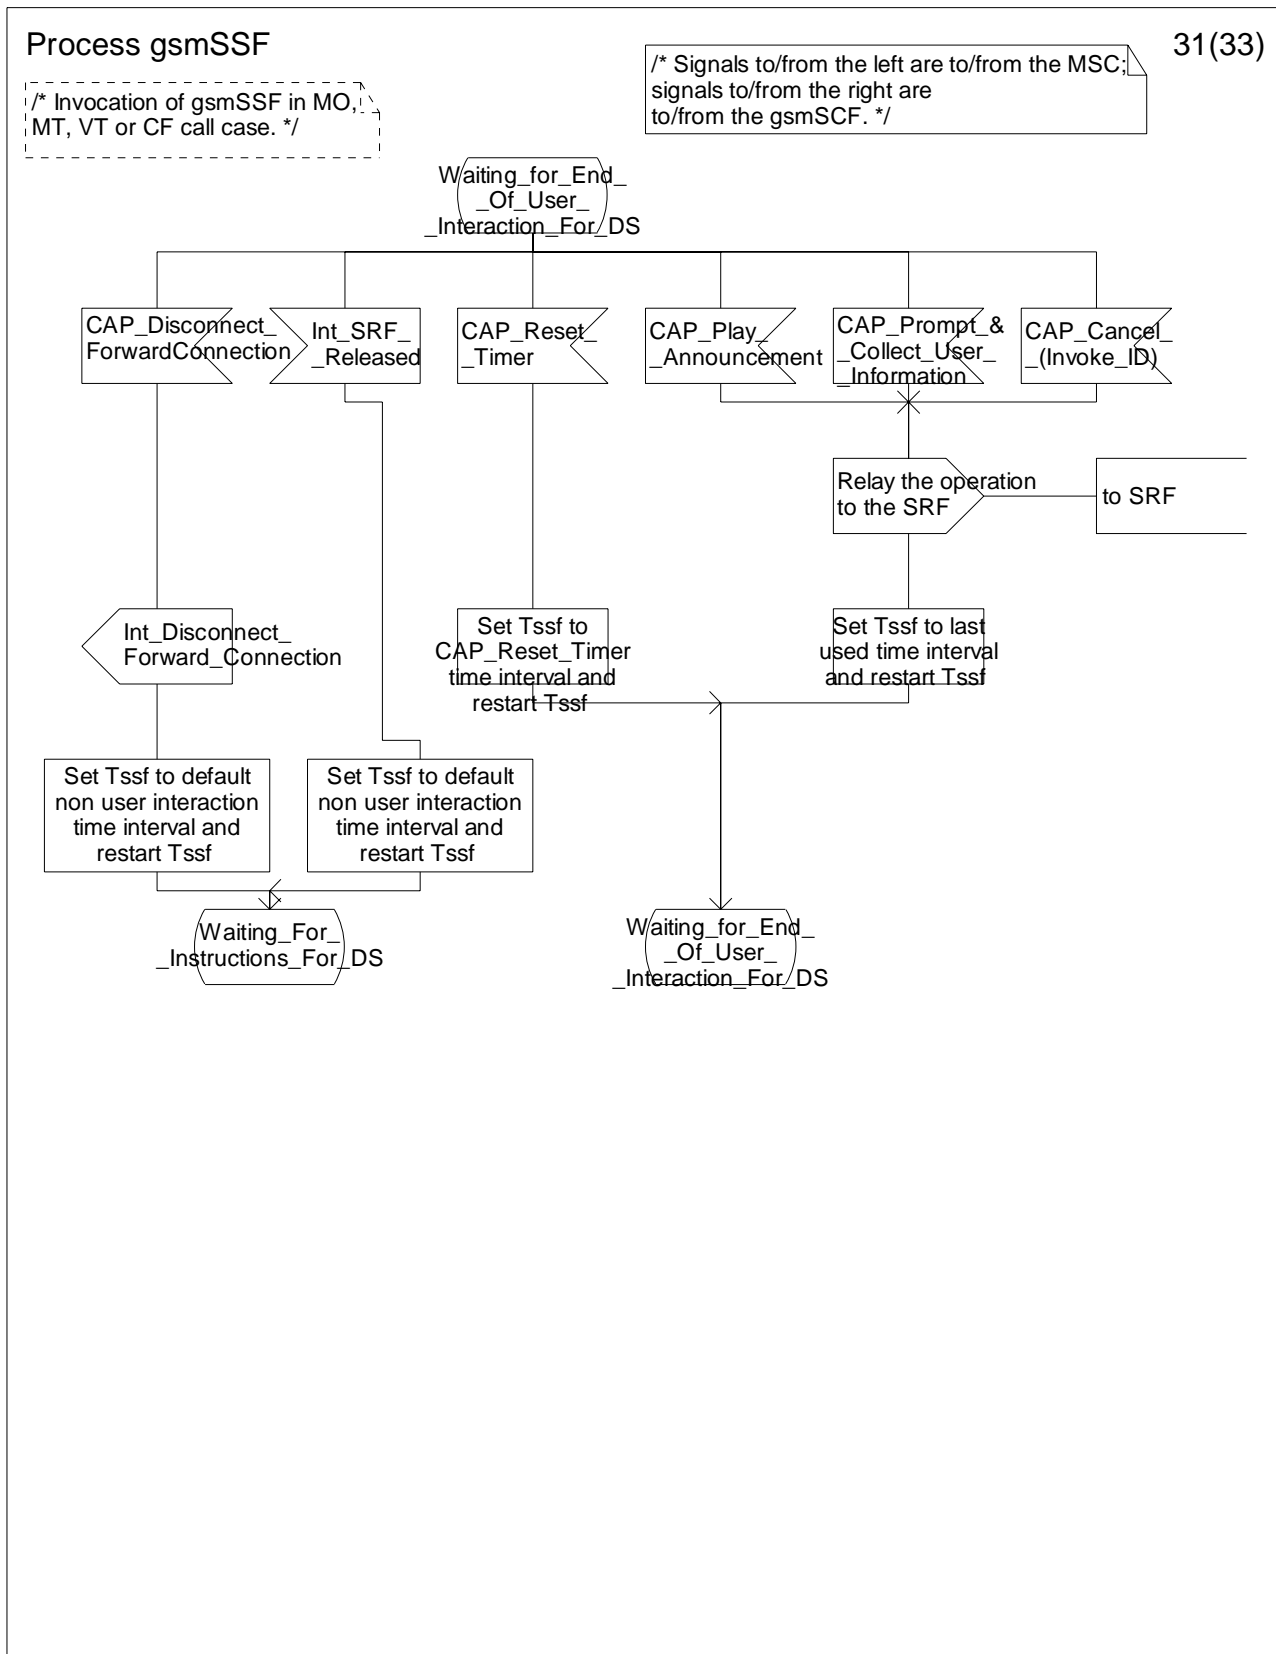 Process gsmSSF
31(33)
/* Invocation of gsmSSF in MO,
MT, VT or CF call case. */
/* Signals to/from the left are to/from the MSC;
signals to/from the right are
to/from the gsmSCF. */
Waiting_for_End_
_Of_User_
_Interaction_For_DS
CAP_Disconnect_
ForwardConnection
Int_SRF_
_Released
CAP_Reset_
_Timer
CAP_Play_
_Announcement
CAP_Prompt_&
_Collect_User_
_Information
CAP_Cancel_
_(Invoke_ID)
Relay the operation
to the SRF
to SRF
Int_Disconnect_
Forward_Connection
Set Tssf to
CAP_Reset_Timer
time interval and
restart Tssf
Set Tssf to last
used time interval
and restart Tssf
Set Tssf to default
non user interaction
time interval and
restart Tssf
Set Tssf to default
non user interaction
time interval and
restart Tssf
Waiting_For_
_Instructions_For_DS
Waiting_for_End_
_Of_User_
_Interaction_For_DS